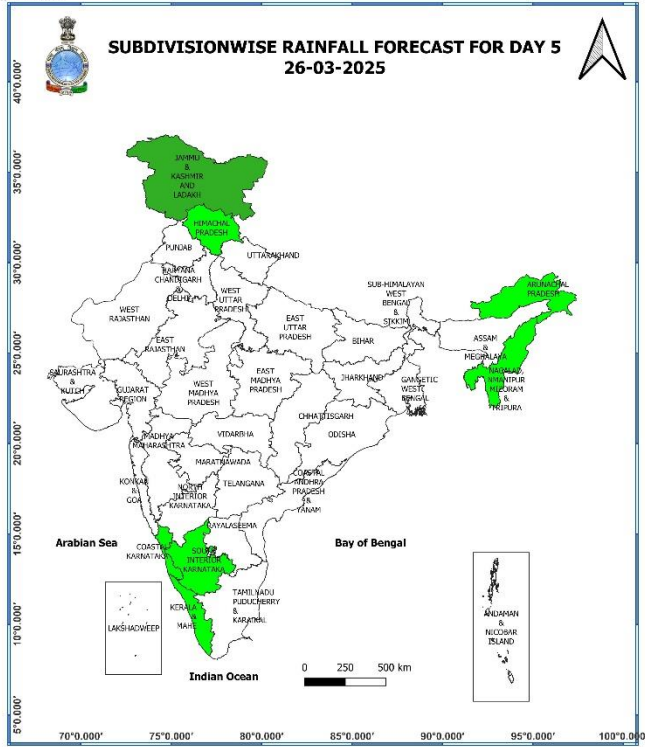 SUBDIVISIONWISE RAINFALL FORECAST FOR DAY 5
26-03-2025
40°0.000'
35°0.000'
30°0.000'
25°0.000'
20°0.000'
15°0.000'
10°0.000'
5°0.000'
JAMMU
&
KASHMIR
AND
LADAKH
HIMACHAL
PRADESH
PUNJAB
UTTARAKHAND
CHANDIGARH
&
DELHI
WEST
RAJASTHAN
WEST
UTTAR
PRADESH
EAST
UTTAR
PRADESH
SUB-HIMALAYAN
WEST
BENGAL
&
SIKKIM
ARUNACHAL
PRADESH
ASSAM
&
MEGHALAYA
MIZORAM
&
TRIPURA
BIHAR
EAST
RAJASTHAN
SAURASHTRA
&
KUTCH
GUJARAT
REGION
WEST
MADHYA
PRADESH
EAST
MADHYA
PRADESH
JHARKHAND
GANGETIC
WEST
BENGAL
CHHATTISGARH
ODISHA
MADHYA
MAHARASHTRA
VIDARBHA
MARATHWADA
TELANGANA
KONKAN
&
GOA
NORTH
INTERIOR
KARNATAKA
COASTAL
ANDHRA
PRADESH
&
YANAM
RAYALASEEMA
COASTAL
KARNATAKA
SOUTH
INTERIOR
KARNATAKA
Arabian Sea
Bay of Bengal
LAKSHADWEEP
KERALA
&
MAHE
TAMILNADU
PUDUCHERRY
&
KARAIKAL
ANDAMAN
&
NICOBAR
ISLAND
Indian Ocean
0 250 500 km
70°0.000' 75°0.000' 80°0.000' 85°0.000' 90°0.000' 95°0.000' 100°0.000'